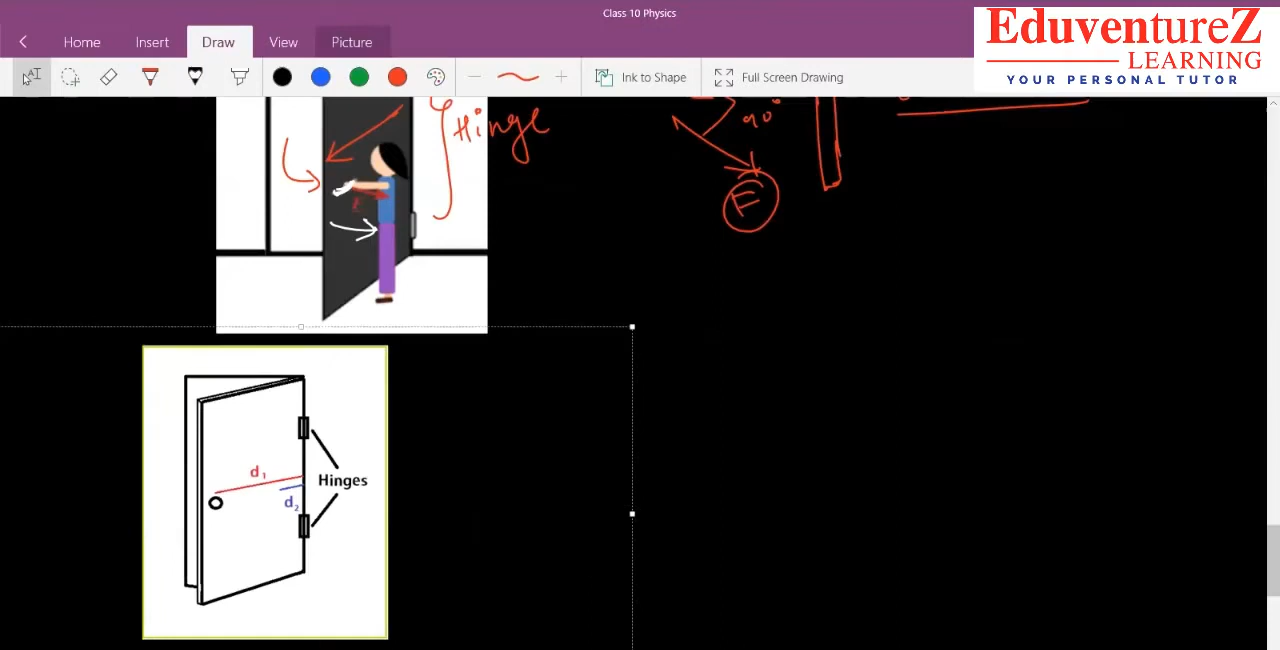 Class 10 Physics
EduventureZ
LEARNING
YOUR PERSONAL TUTOR
Home Insert Draw View Picture
Ink to Shape Full Screen Drawing
Hinge
90°
F
F
d1
Hinges
d2